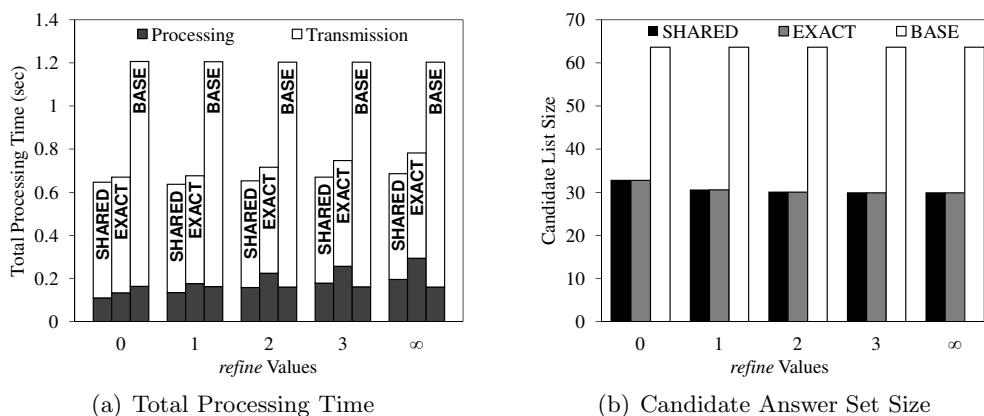 1.4
1.2
1
0.8
0.6
0.4
0.2
0
Total Processing Time (sec)
Processing
Transmission
SHARED
EXACT
BASE
SHARED
EXACT
BASE
SHARED
EXACT
BASE
SHARED
EXACT
BASE
SHARED
EXACT
BASE
0 1 2 3 ∞
refine Values
(a) Total Processing Time
70
60
50
40
30
20
10
0
Candidate List Size
SHARED
EXACT
BASE
0 1 2 3 ∞
refine Values
(b) Candidate Answer Set Size